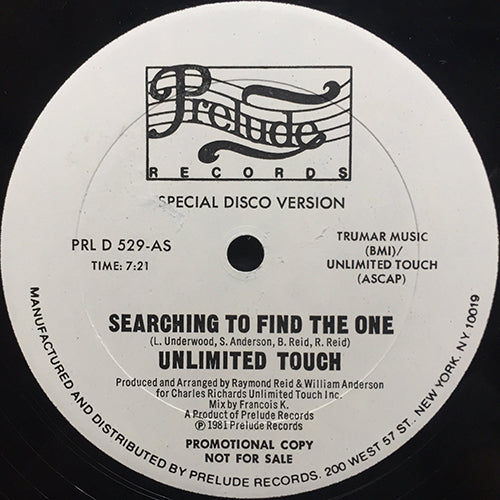 Prelude
RECORDS
SPECIAL DISCO VERSION
PRL D 529-AS
TIME: 7:21
TRUMAR MUSIC
(BMI)/
UNLIMITED TOUCH
(ASCAP)
SEARCHING TO FIND THE ONE
(L. Underwood, S. Anderson, B. Reid, R. Reid)
UNLIMITED TOUCH
Produced and Arranged by Raymond Reid & William Anderson
for Charles Richards Unlimited Touch Inc.
Mix by Francois K.
A Product of Prelude Records
℗ 1981 Prelude Records
PROMOTIONAL COPY
NOT FOR SALE
MANUFACTURED AND DISTRIBUTED BY PRELUDE RECORDS. 200 WEST 57 ST. NEW YORK. NY 10019